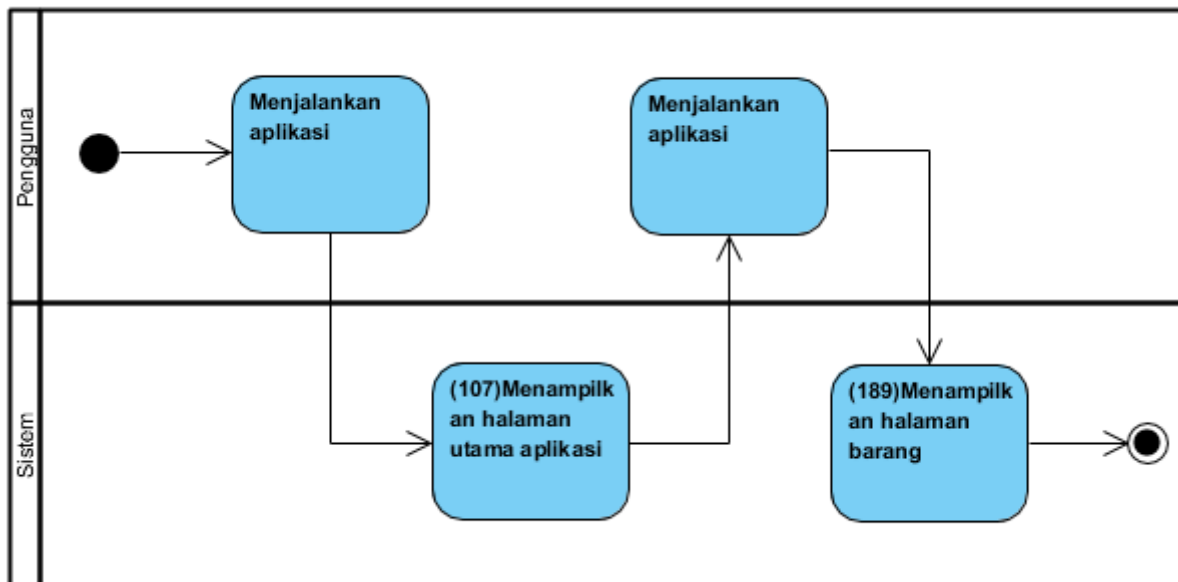 Pengguna
Menjalankan
aplikasi
Menjalankan
aplikasi
Sistem
(107)Menampilk
an halaman
utama aplikasi
(189)Menampilk
an halaman
barang